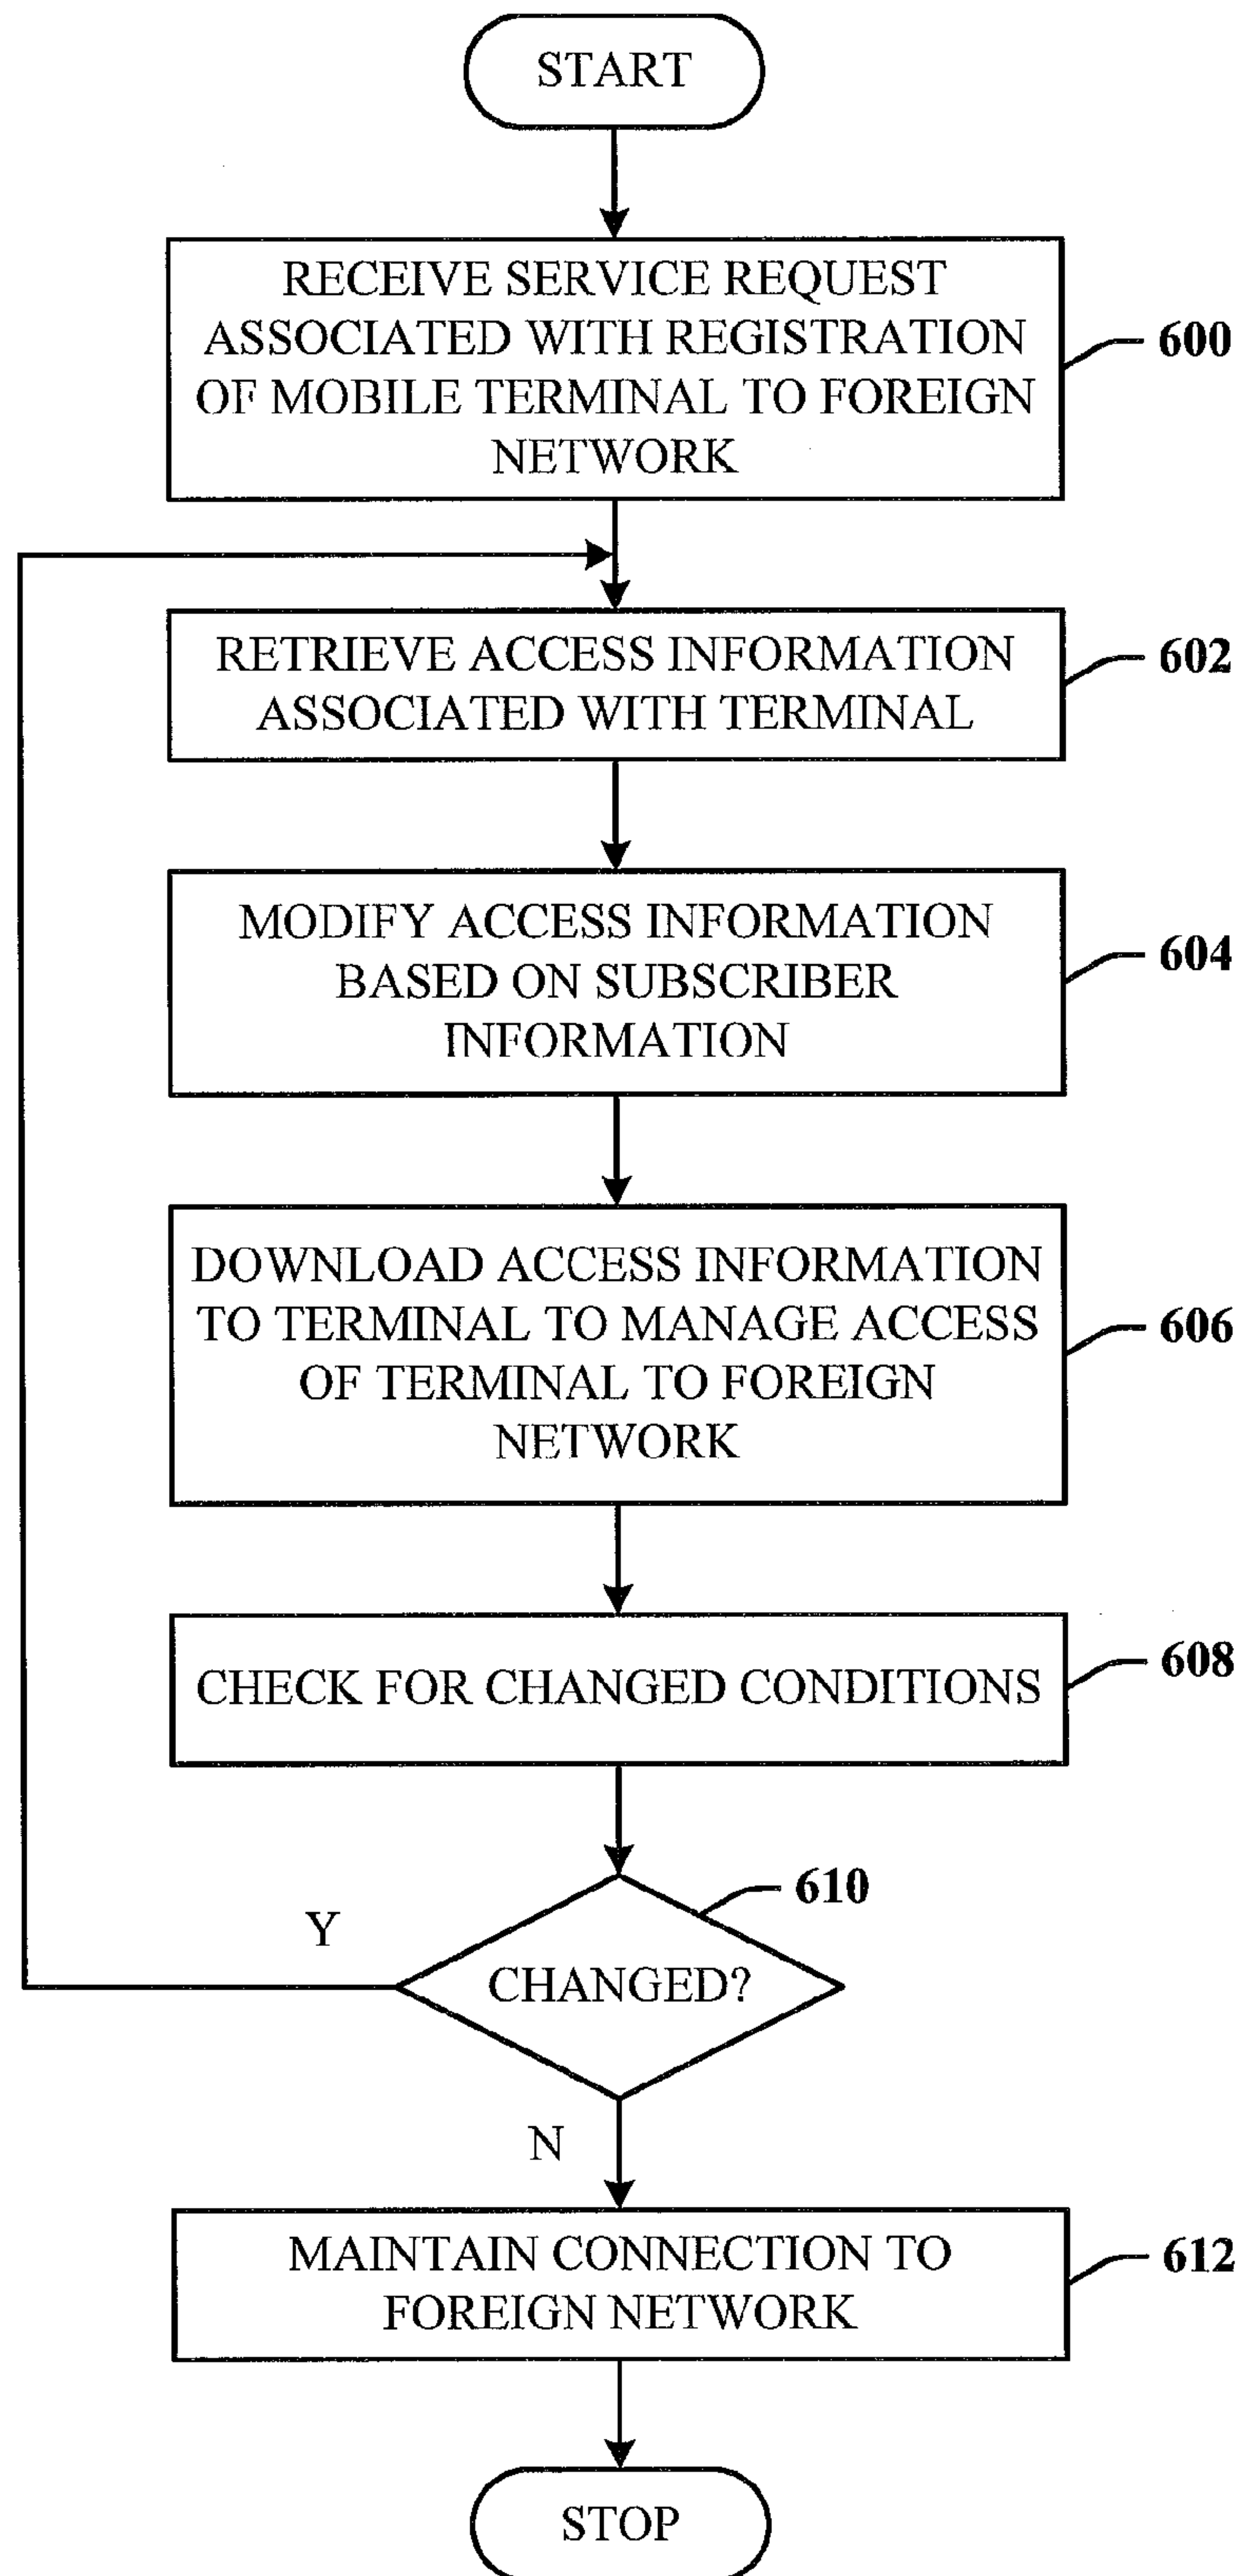 START
RECEIVE SERVICE REQUEST
ASSOCIATED WITH REGISTRATION
OF MOBILE TERMINAL TO FOREIGN
NETWORK
600
RETRIEVE ACCESS INFORMATION
ASSOCIATED WITH TERMINAL
602
MODIFY ACCESS INFORMATION
BASED ON SUBSCRIBER
INFORMATION
604
DOWNLOAD ACCESS INFORMATION
TO TERMINAL TO MANAGE ACCESS
OF TERMINAL TO FOREIGN
NETWORK
606
CHECK FOR CHANGED CONDITIONS
608
610
Y
CHANGED?
N
MAINTAIN CONNECTION TO
FOREIGN NETWORK
612
STOP